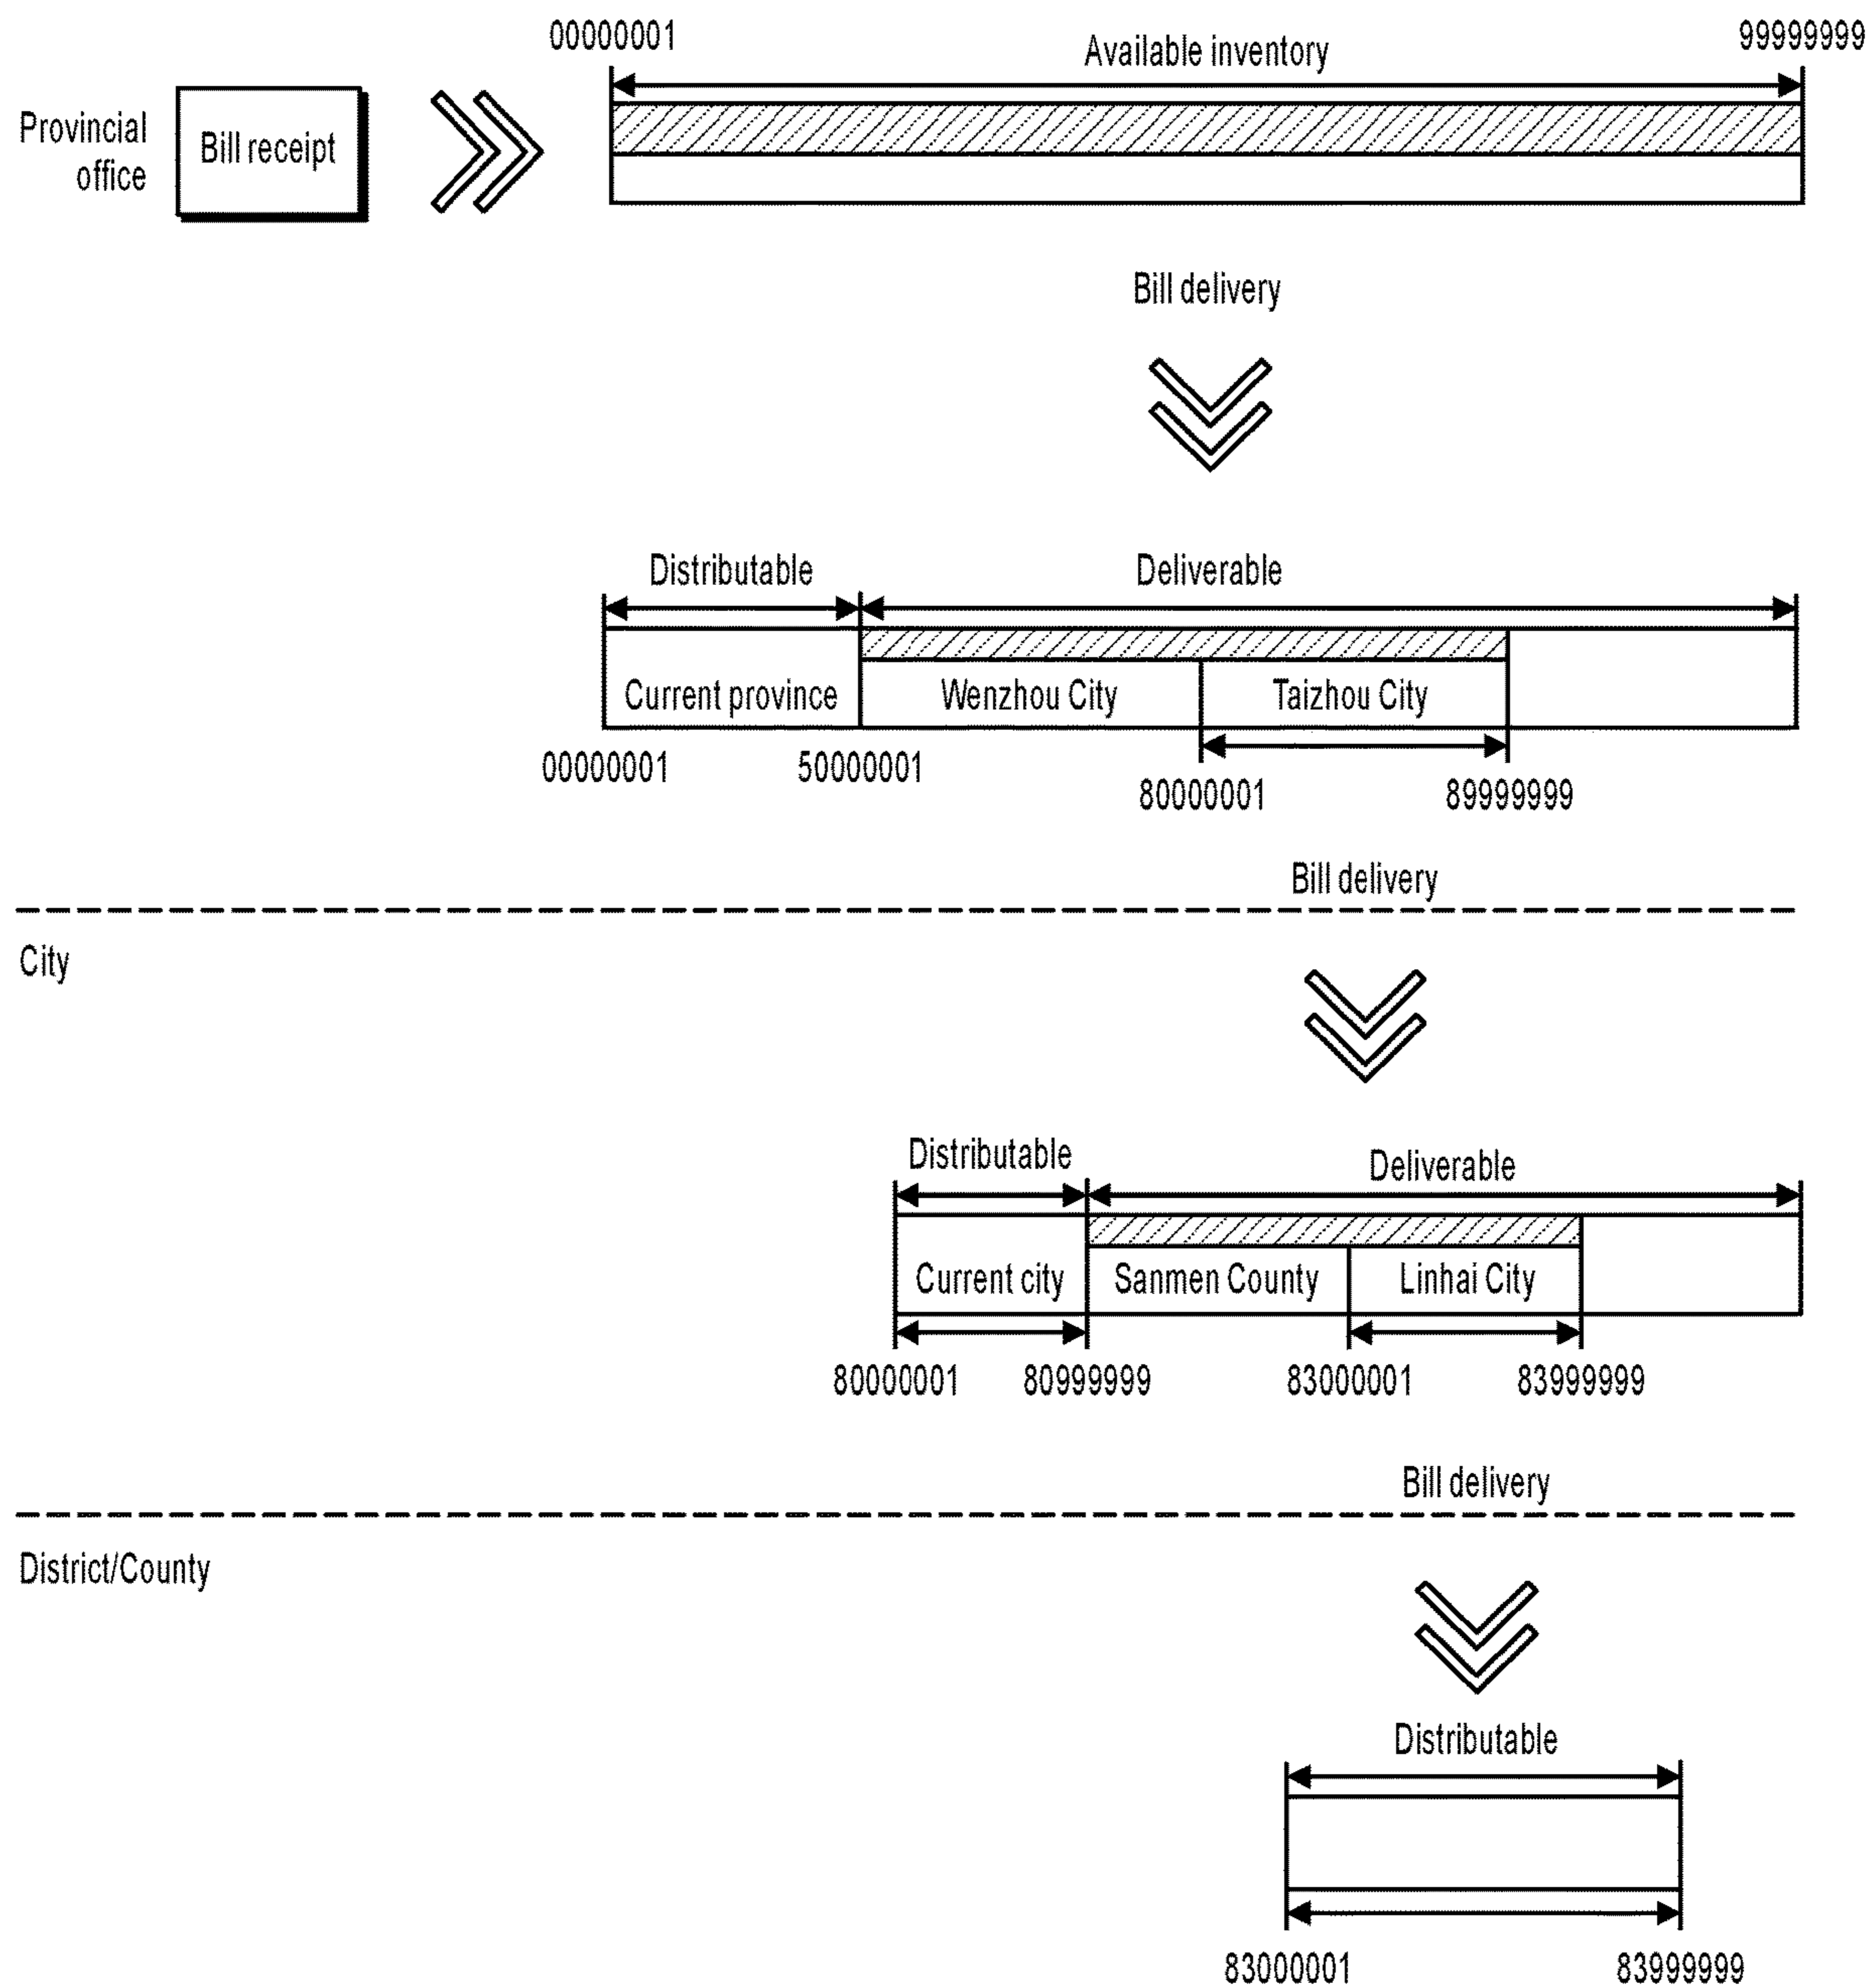 00000001
Available inventory
99999999
Provincial
office
Bill receipt
Bill delivery
Distributable
Deliverable
Current province
Wenzhou City
Taizhou City
00000001
50000001
80000001
89999999
Bill delivery
City
Distributable
Deliverable
Current city
Sanmen County
Linhai City
80000001
80999999
83000001
83999999
Bill delivery
District/County
Distributable
83000001
83999999